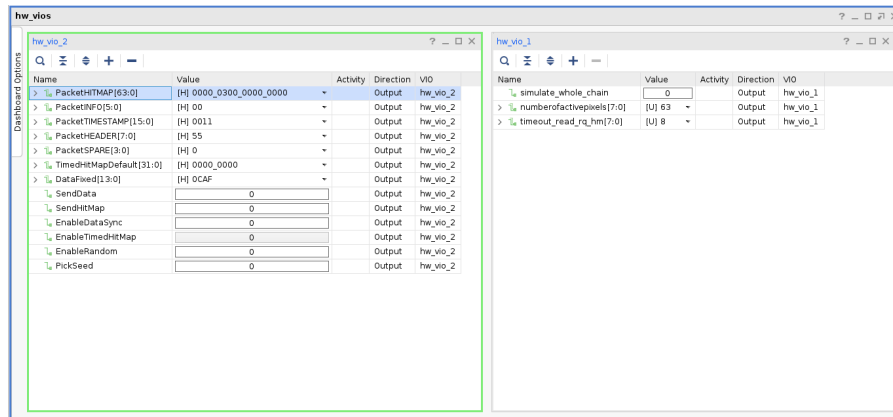 hw_vios
Dashboard Options
hw_vio_2
Name Value Activity Direction VIO
PacketHITMAP[63:0] [H] 0000_0300_0000_0000 Output hw_vio_2
PacketINFO[5:0] [H] 00 Output hw_vio_2
PacketTIMESTAMP[15:0] [H] 0011 Output hw_vio_2
PacketHEADER[7:0] [H] 55 Output hw_vio_2
PacketSPARE[3:0] [H] 0 Output hw_vio_2
TimedHitMapDefault[31:0] [H] 0000_0000 Output hw_vio_2
DataFixed[13:0] [H] 0CAF Output hw_vio_2
SendData 0 Output hw_vio_2
SendHitMap 0 Output hw_vio_2
EnableDataSync 0 Output hw_vio_2
EnableTimedHitMap 0 Output hw_vio_2
EnableRandom 0 Output hw_vio_2
PickSeed 0 Output hw_vio_2
hw_vio_1
Name Value Activity Direction VIO
simulate_whole_chain 0 Output hw_vio_1
numberofactivepixels[7:0] [U] 63 Output hw_vio_1
timeout_read_rq_hm[7:0] [U] 8 Output hw_vio_1